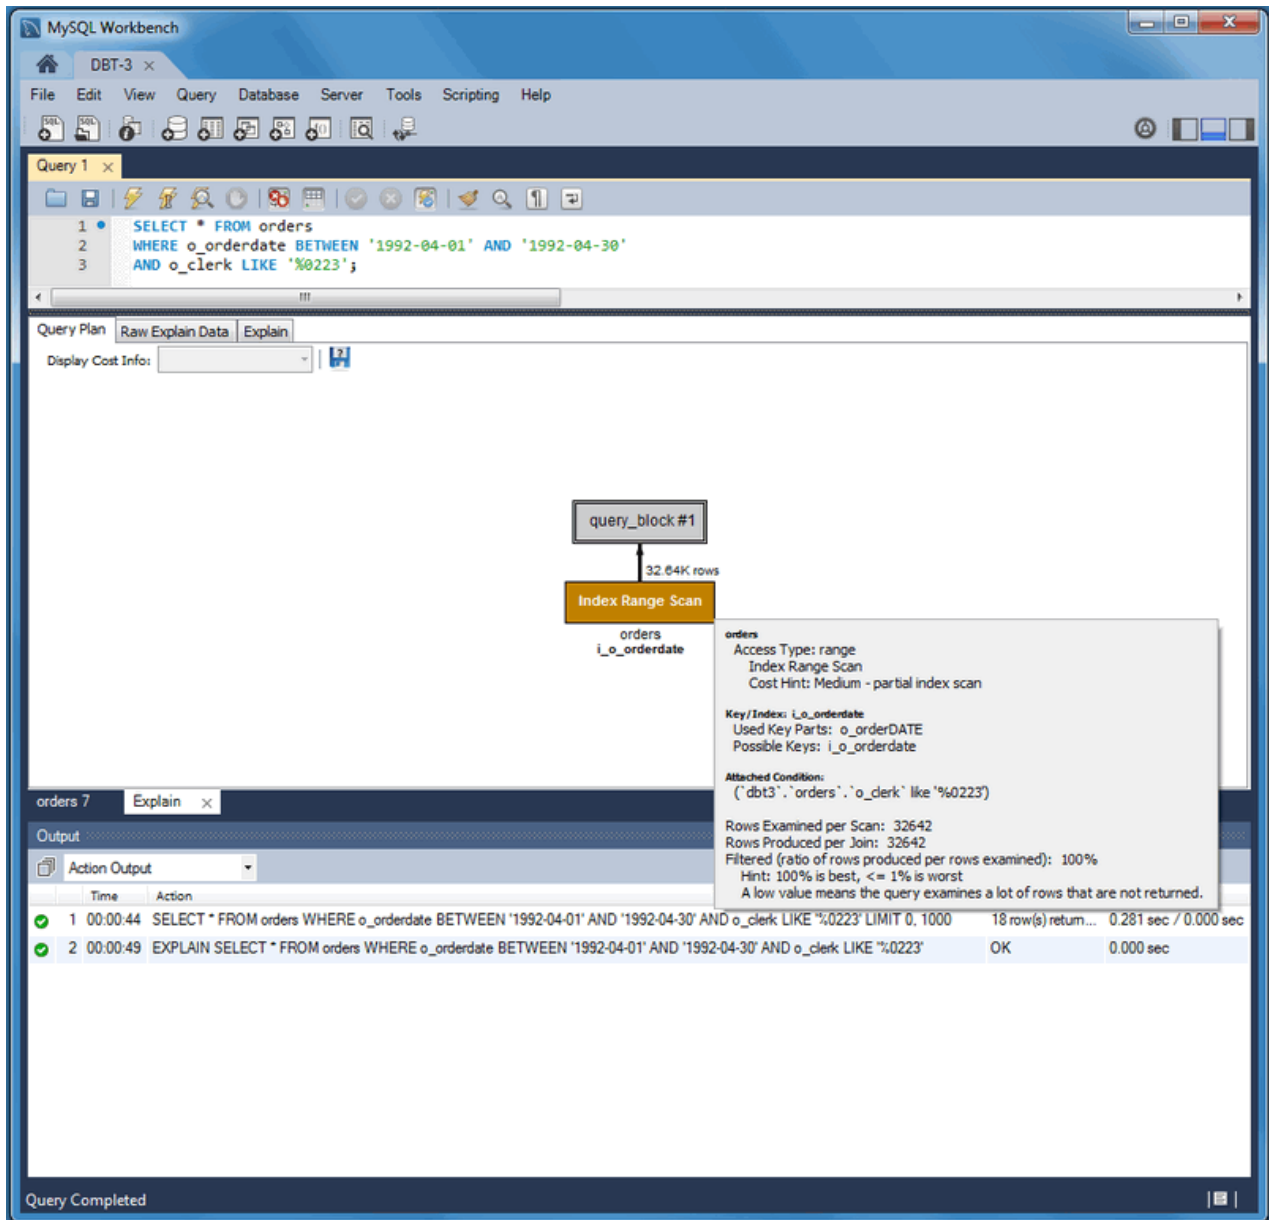 MySQL Workbench
DBT-3
File Edit View Query Database Server Tools Scripting Help
Query 1
1 SELECT * FROM orders
2 WHERE o_orderdate BETWEEN '1992-04-01' AND '1992-04-30'
3 AND o_clerk LIKE '%0223';
Query Plan Raw Explain Data Explain
Display Cost Info:
query_block #1
32.64K rows
Index Range Scan
orders
i_o_orderdate
orders
Access Type: range
Index Range Scan
Cost Hint: Medium - partial index scan
Key/Index: i_o_orderdate
Used Key Parts: o_orderDATE
Possible Keys: i_o_orderdate
Attached Condition:
(`dbt3`.`orders`.`o_clerk` like '%0223')
Rows Examined per Scan: 32642
Rows Produced per Join: 32642
Filtered (ratio of rows produced per rows examined): 100%
Hint: 100% is best, <= 1% is worst
A low value means the query examines a lot of rows that are not returned.
orders 7 Explain
Output
Action Output
Time Action
1 00:00:44 SELECT * FROM orders WHERE o_orderdate BETWEEN '1992-04-01' AND '1992-04-30' AND o_clerk LIKE '%0223' LIMIT 0, 1000 18 row(s) return... 0.281 sec / 0.000 sec
2 00:00:49 EXPLAIN SELECT * FROM orders WHERE o_orderdate BETWEEN '1992-04-01' AND '1992-04-30' AND o_clerk LIKE '%0223' OK 0.000 sec
Query Completed